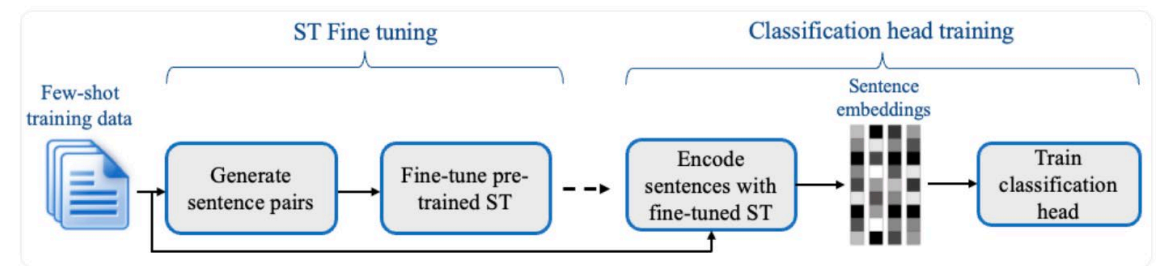 ST Fine tuning
Classification head training
Few-shot
training data
Generate
sentence pairs
Fine-tune pre-
trained ST
Encode
sentences with
fine-tuned ST
Sentence
embeddings
Train
classification
head